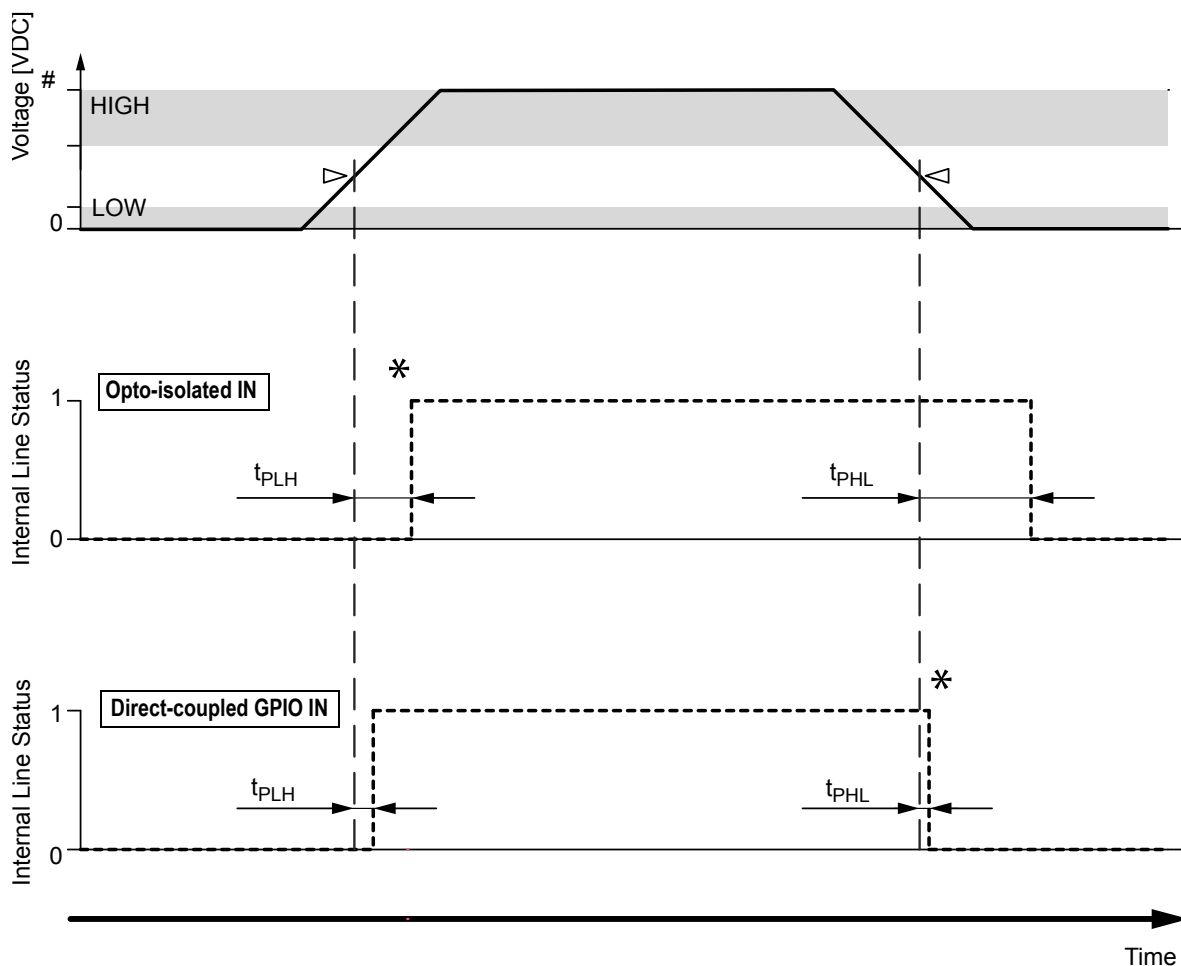 Voltage [VDC]
#
HIGH
LOW
0
Internal Line Status
*
Opto-isolated IN
1
tPLH
tPHL
0
Internal Line Status
*
Direct-coupled GPIO IN
1
tPLH
tPHL
0
Time